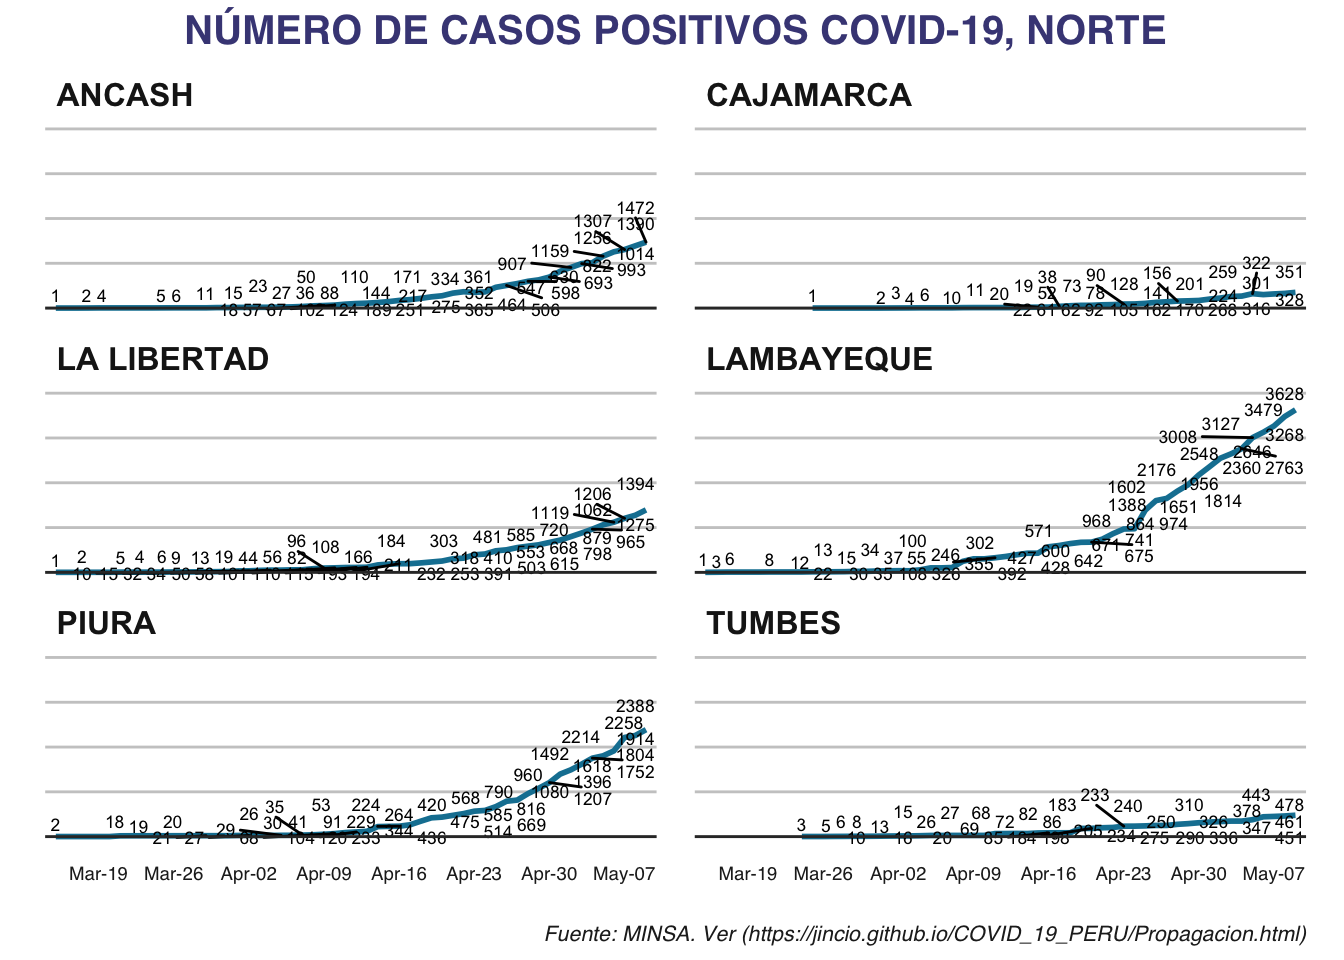 NÚMERO DE CASOS POSITIVOS COVID-19, NORTE
ANCASH
1472
1307 1390
1256
1159 1014
907 822 993
50 110 171 334 361 630 693
23 647
1 2 4 5 6 11 15 27 36 88 144 217 352 598
18 57 67 102 124 189 251 275 365 464 506
CAJAMARCA
322
38 90 156 259 351
19 73 128 201 301
1 2 3 4 6 10 11 20 52 78 141 224 328
22 61 62 92 105 162 170 268 316
LA LIBERTAD
1394
1206
1119 1062
1275
481 585 720 879 965
96 108 184 303 553 668 798
1 2 5 4 6 9 13 19 44 56 82 166 211 318 410 615
10 15 32 34 50 58 101 110 115 193 194 232 253 391 503
LAMBAYEQUE
3628
3479
3127
3008 3268
2548 2646
2176 2360 2763
1602 1956
1388 1651 1814
571 968 864 974
100 302 741
13 34 246 600 671 675
1 3 6 8 12 15 37 55 355 427 642
22 30 35 108 326 392 428
PIURA
2388
2258
2214 1914
1492 1804
1618 1752
960 1396
790 1080 1207
35 53 224 420 568 816
26 264 585
2 18 19 20 29 30 41 91 229 475 669
21 27 68 104 120 233 344 436 514
TUMBES
233 443
183 240 310 478
15 27 68 82 378
3 5 6 8 13 26 69 72 86 205 250 326 461
10 16 20 85 184 198 234 275 290 336 347 451
Mar-19 Mar-26 Apr-02 Apr-09 Apr-16 Apr-23 Apr-30 May-07
Mar-19 Mar-26 Apr-02 Apr-09 Apr-16 Apr-23 Apr-30 May-07
Fuente: MINSA. Ver (https://jincio.github.io/COVID_19_PERU/Propagacion.html)